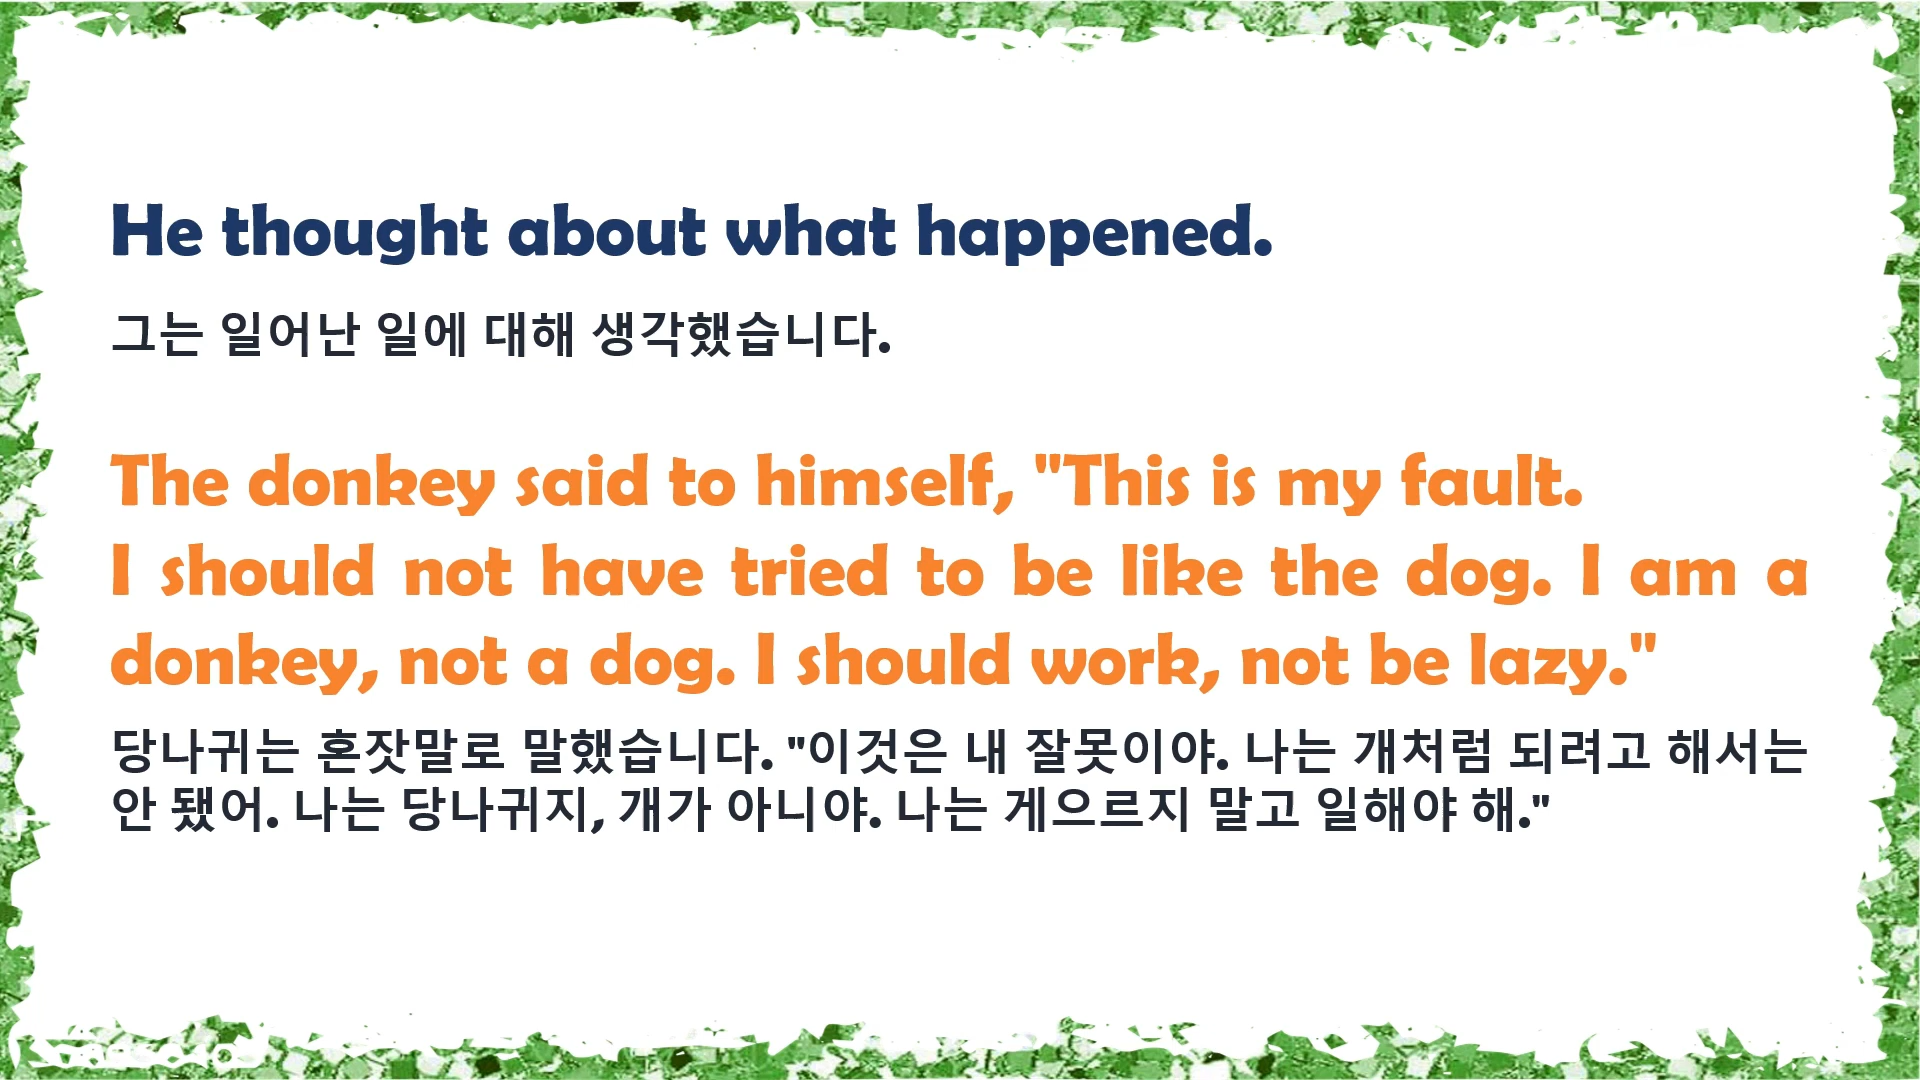 He thought about what happened.
그는 일어난 일에 대해 생각했습니다.
The donkey said to himself, "This is my fault.
I should not have tried to be like the dog. I am a
donkey, not a dog. I should work, not be lazy."
당나귀는 혼잣말로 말했습니다. "이것은 내 잘못이야. 나는 개처럼 되려고 해서는
안 됐어. 나는 당나귀지, 개가 아니야. 나는 게으르지 말고 일해야 해."